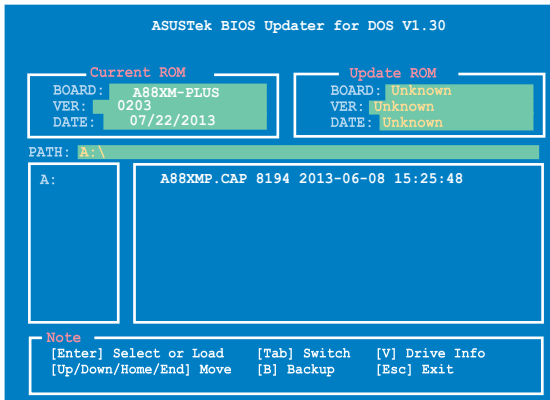 ASUSTek BIOS Updater for DOS V1.30
Current ROM
BOARD: A88XM-PLUS
VER: 0203
DATE: 07/22/2013
Update ROM
BOARD: Unknown
VER: Unknown
DATE: Unknown
PATH: A:\
A:
A88XMP.CAP 8194 2013-06-08 15:25:48
Note
[Enter] Select or Load [Tab] Switch [V] Drive Info
[Up/Down/Home/End] Move [B] Backup [Esc] Exit